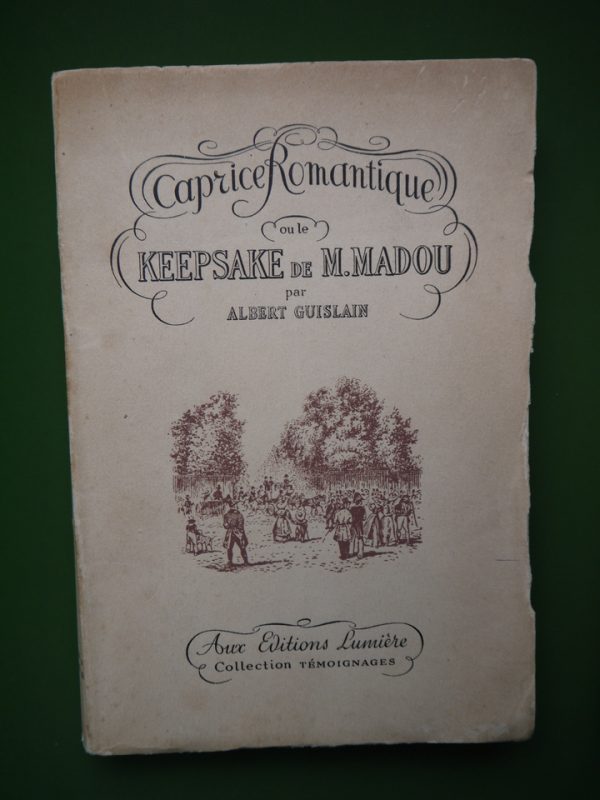 Caprice Romantique
ou le
KEEPSAKE DE M. MADOU
par
ALBERT GUISLAIN
Aux Editions Lumière
Collection TÉMOIGNAGES